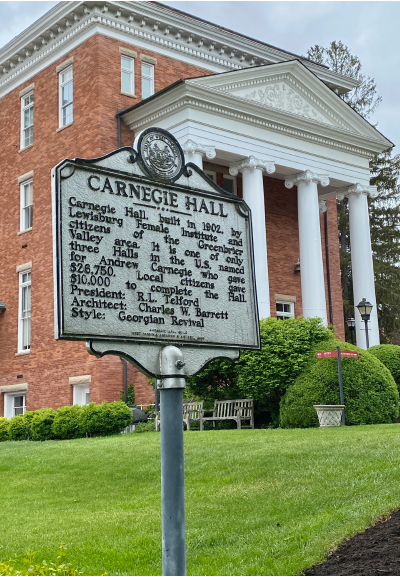 CARNEGIE HALL
Carnegie Hall, built in 1902, by
Lewisburg Female Institute and
citizens of the Greenbrier
Valley area. It is one of only
three Halls in the U.S. named
for Andrew Carnegie who gave
$26,750. Local citizens gave
$10,000 to complete the Hall.
President: R.L. Telford
Architect: Charles W. Barrett
Style: Georgian Revival